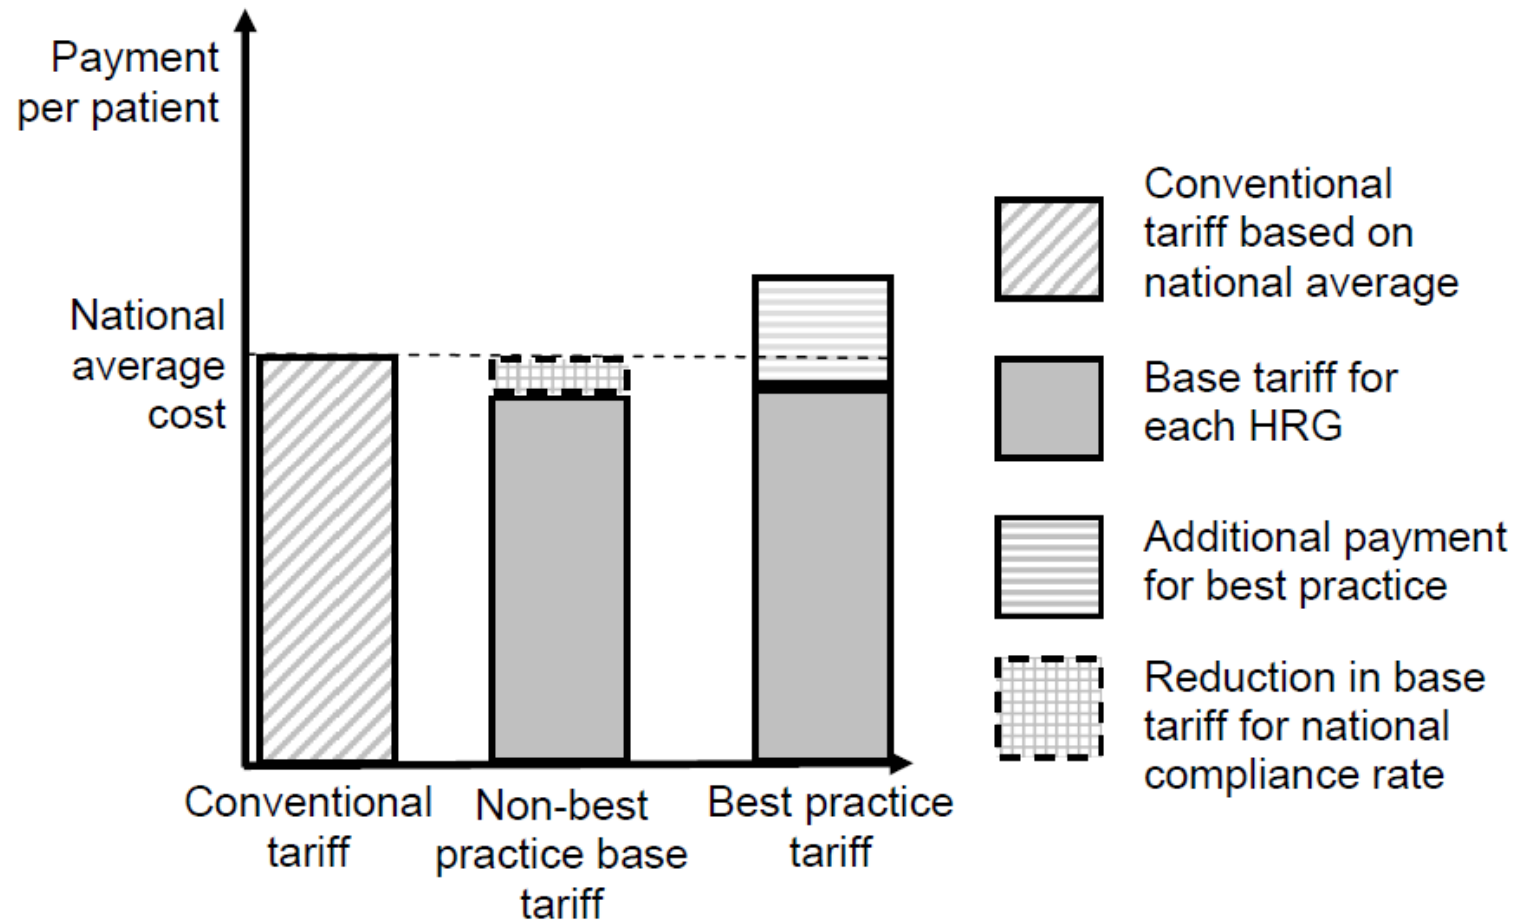 Payment
per patient
National
average
cost
Conventional
tariff
Non-best
practice base
tariff
Best practice
tariff
Conventional
tariff based on
national average
Base tariff for
each HRG
Additional payment
for best practice
Reduction in base
tariff for national
compliance rate